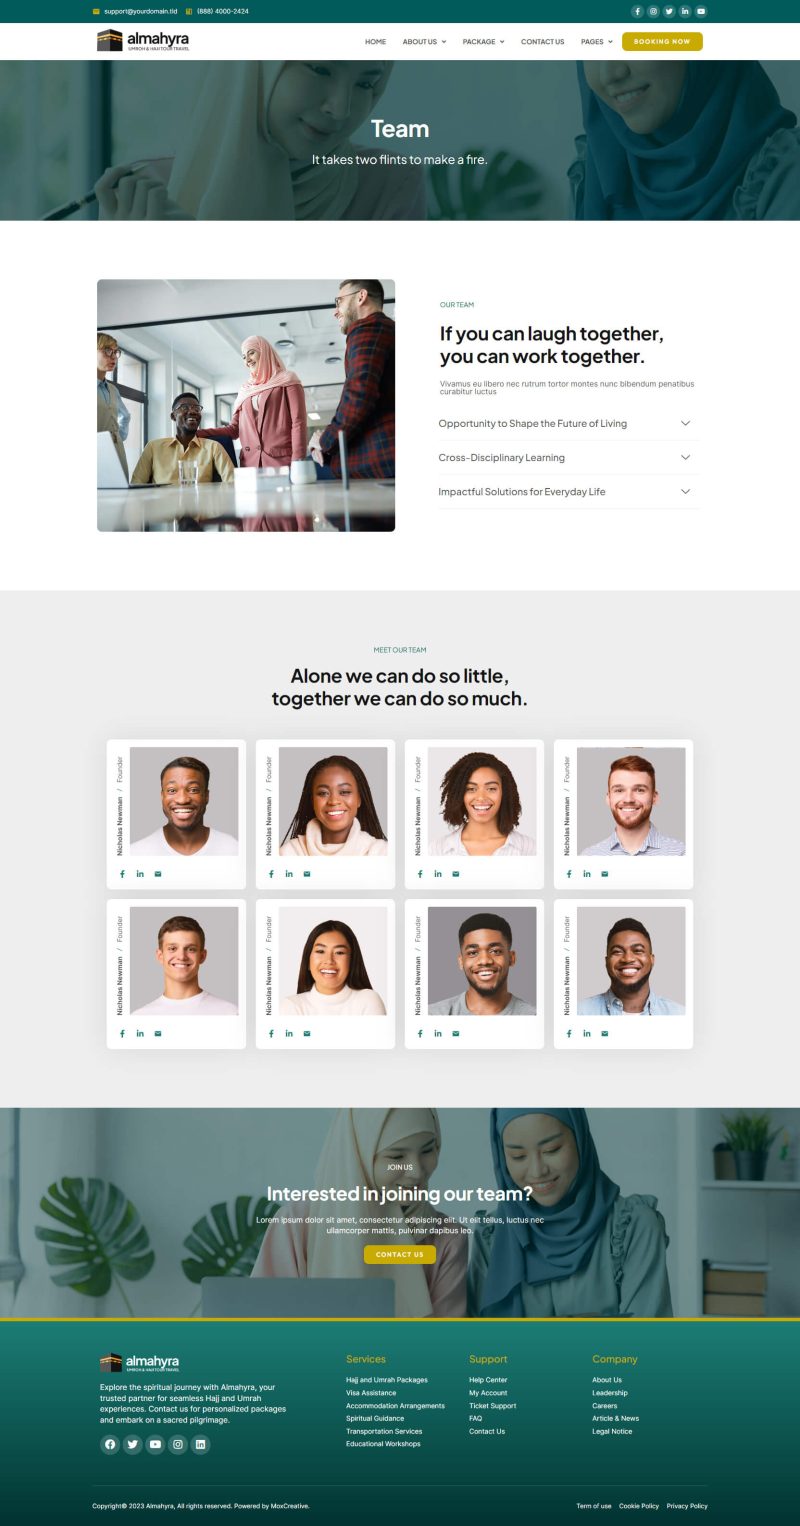 support@yourdomain.tld (888) 4000-2424
almahyra
UMROH & HAJJ TOUR TRAVEL
HOME ABOUT US PACKAGE CONTACT US PAGES BOOKING NOW
Team
It takes two flints to make a fire.
OUR TEAM
If you can laugh together,
you can work together.
Vivamus eu libero nec rutrum tortor montes nunc bibendum penatibus
curabitur luctus
Opportunity to Shape the Future of Living
Cross-Disciplinary Learning
Impactful Solutions for Everyday Life
MEET OUR TEAM
Alone we can do so little,
together we can do so much.
Nicholas Newman / Founder
Nicholas Newman / Founder
Nicholas Newman / Founder
Nicholas Newman / Founder
Nicholas Newman / Founder
Nicholas Newman / Founder
Nicholas Newman / Founder
Nicholas Newman / Founder
JOIN US
Interested in joining our team?
Lorem ipsum dolor sit amet, consectetur adipiscing elit. Ut elit tellus, luctus nec
ullamcorper mattis, pulvinar dapibus leo.
CONTACT US
almahyra
UMROH & HAJJ TOUR TRAVEL
Explore the spiritual journey with Almahyra, your
trusted partner for seamless Hajj and Umrah
experiences. Contact us for personalized packages
and embark on a sacred pilgrimage.
Services
Hajj and Umrah Packages
Visa Assistance
Accommodation Arrangements
Spiritual Guidance
Transportation Services
Educational Workshops
Support
Help Center
My Account
Ticket Support
FAQ
Contact Us
Company
About Us
Leadership
Careers
Article & News
Legal Notice
Copyright© 2023 Almahyra, All rights reserved. Powered by MoxCreative.
Term of use Cookie Policy Privacy Policy